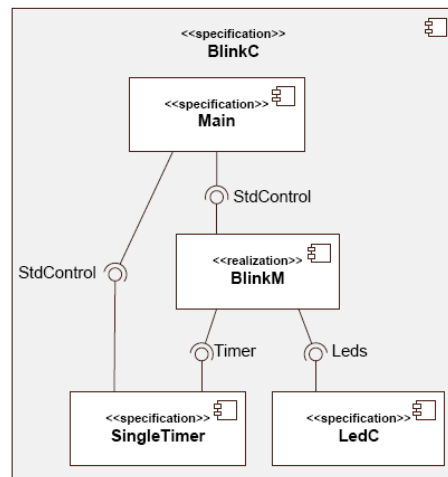 <<specification>>
BlinkC
<<specification>>
Main
StdControl
<<realization>>
BlinkM
StdControl
Timer
Leds
<<specification>>
SingleTimer
<<specification>>
LedC